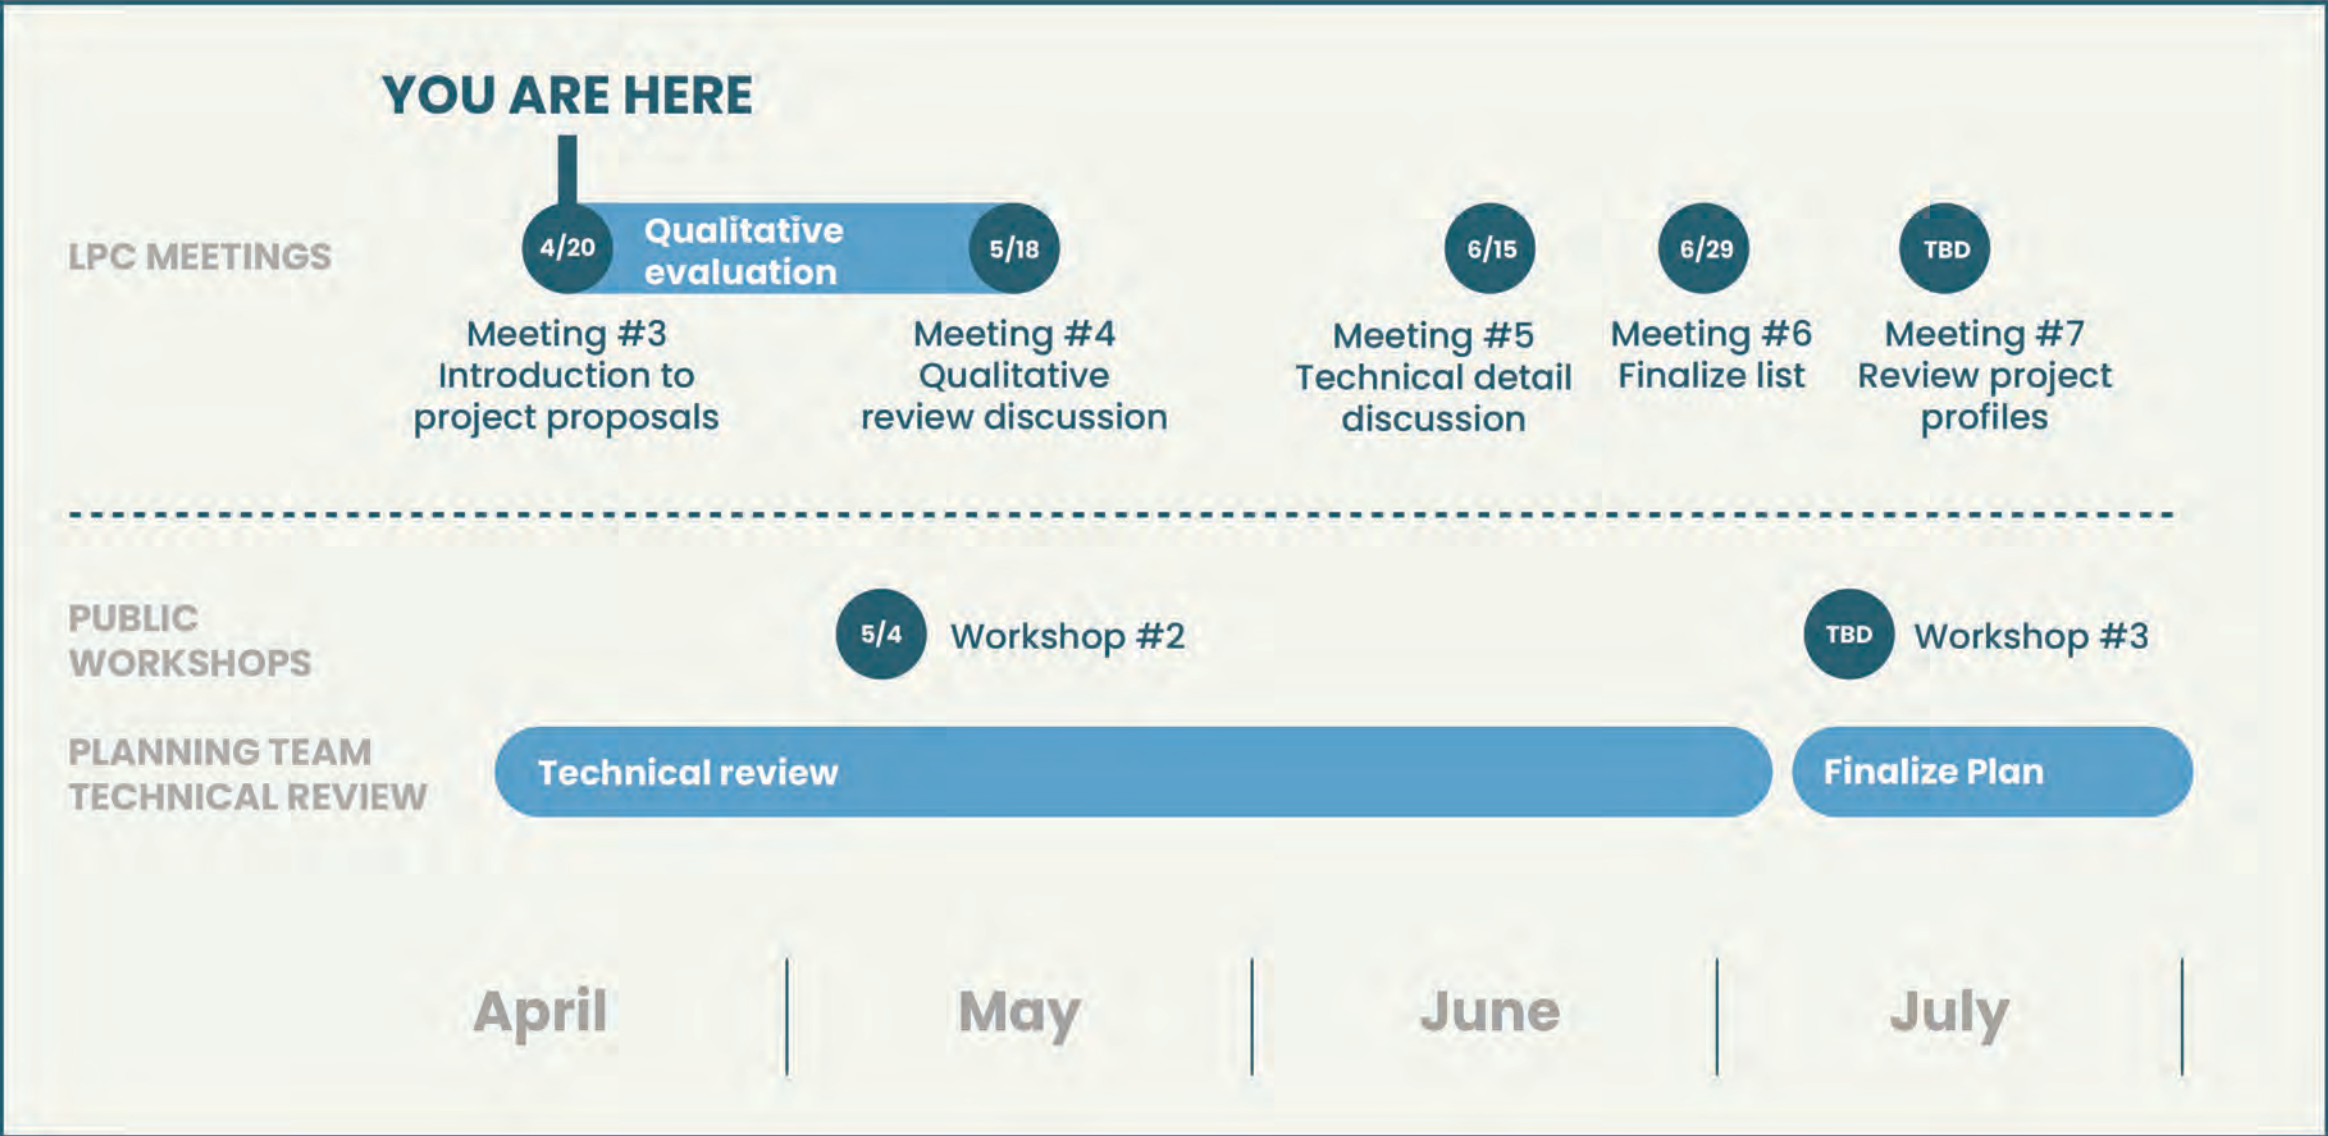 YOU ARE HERE
LPC MEETINGS
4/20
Qualitative
evaluation
5/18
6/15
6/29
TBD
Meeting #3
Introduction to
project proposals
Meeting #4
Qualitative
review discussion
Meeting #5
Technical detail
discussion
Meeting #6
Finalize list
Meeting #7
Review project
profiles
PUBLIC
WORKSHOPS
5/4
Workshop #2
TBD
Workshop #3
PLANNING TEAM
TECHNICAL REVIEW
Technical review
Finalize Plan
April
May
June
July